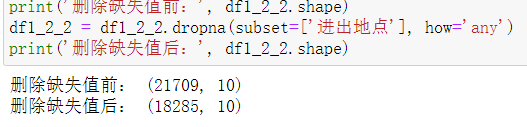 print('删除缺失值前：', df1_2_2.shape)
df1_2_2 = df1_2_2.dropna(subset=['进出地点'], how='any')
print('删除缺失值后：', df1_2_2.shape)
删除缺失值前： (21709, 10)
删除缺失值后： (18285, 10)